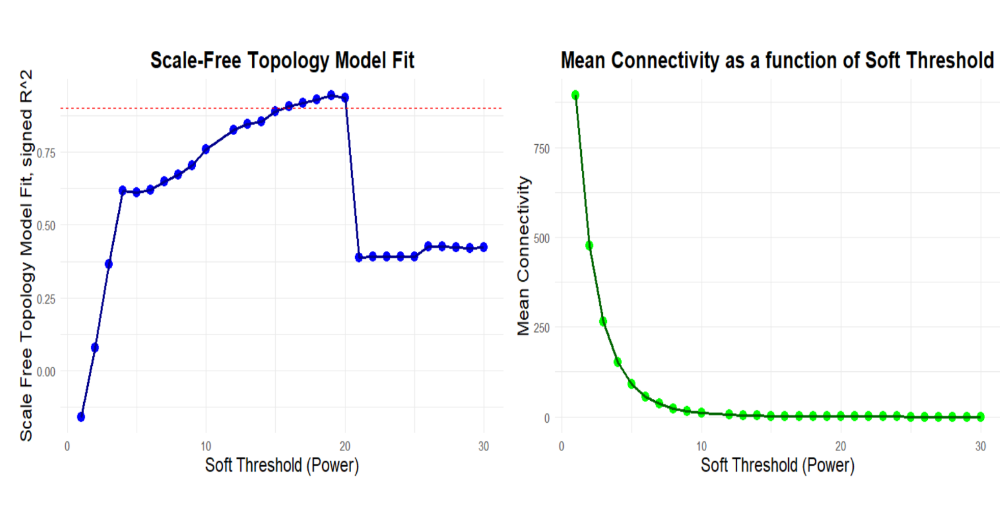 Scale-Free Topology Model Fit
Scale Free Topology Model Fit, signed R^2
0.75
0.50
0.25
0.00
0
10
20
30
Soft Threshold (Power)
Mean Connectivity as a function of Soft Threshold
Mean Connectivity
750
500
250
0
0
10
20
30
Soft Threshold (Power)